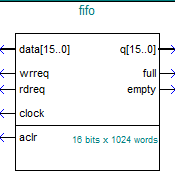 fifo
data[15..0] q[15..0]
wrreq full
rdreq empty
clock
aclr 16 bits x 1024 words